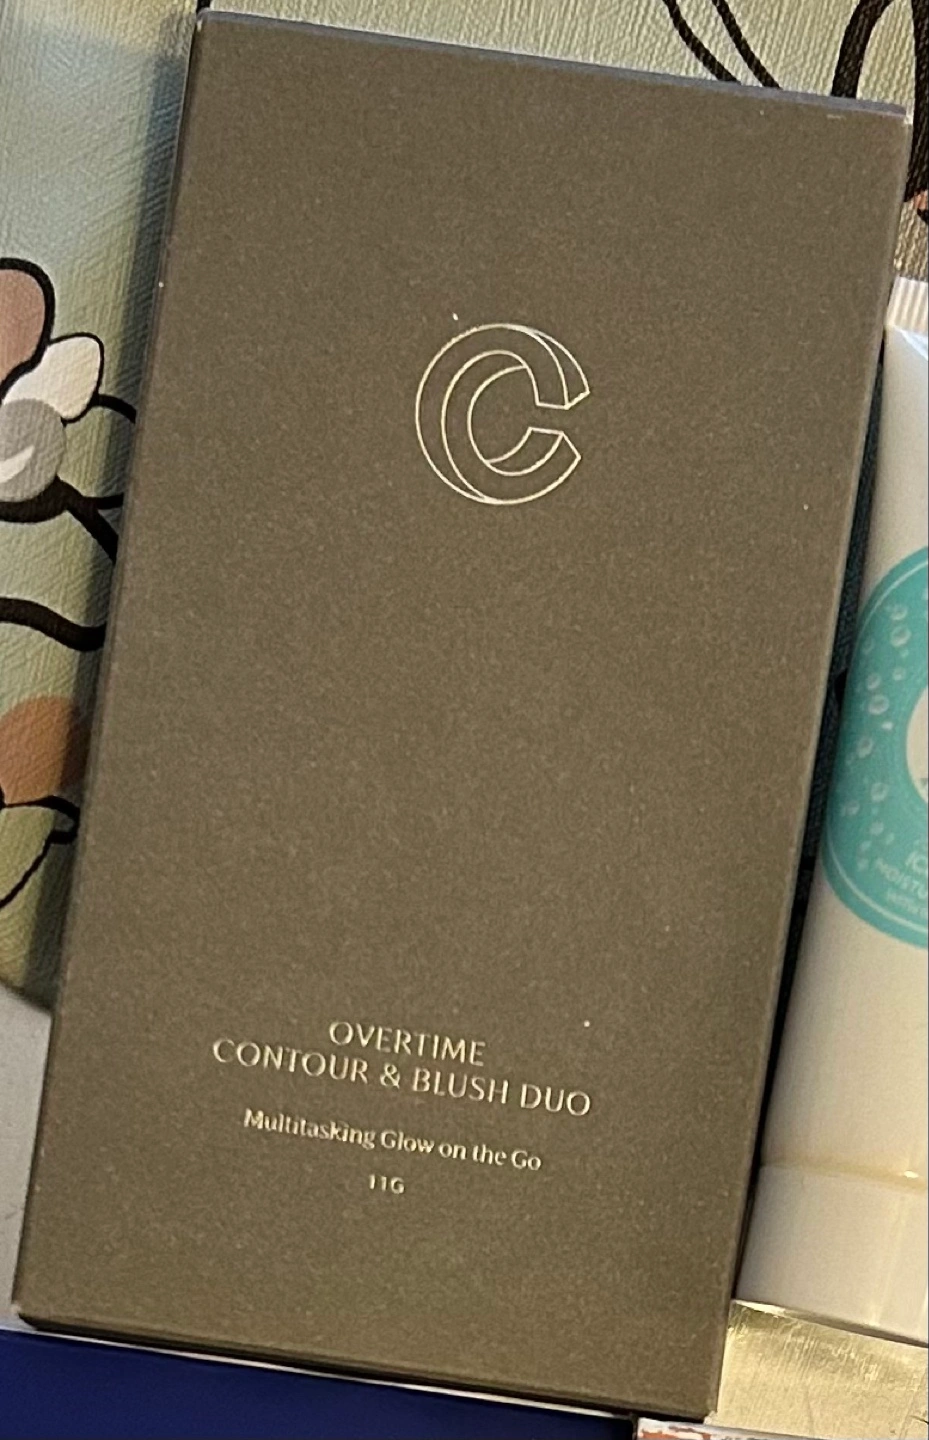 C
OVERTIME
CONTOUR & BLUSH DUO
Multitasking Glow on the Go
11G